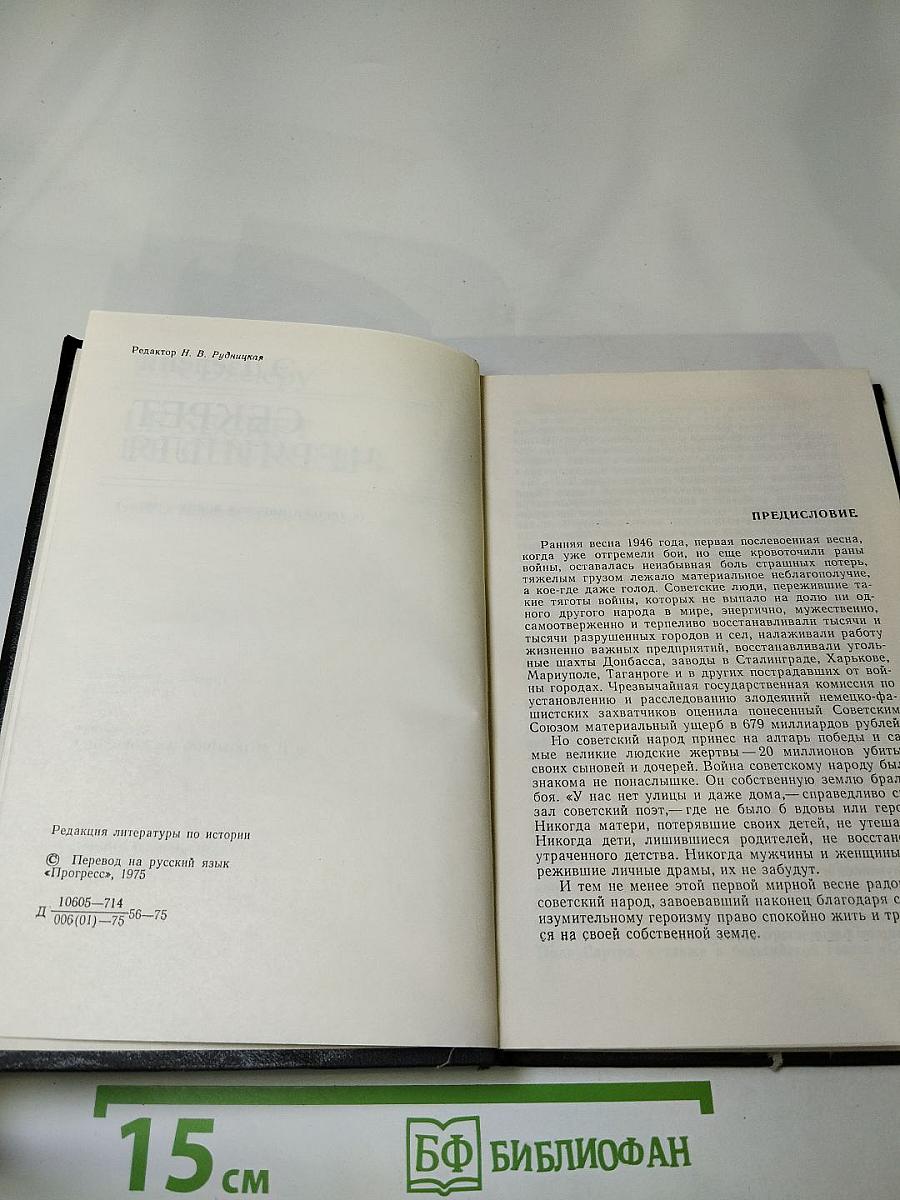 Редактор Н. В. Рудницкая
Редакция литературы по истории
© Перевод на русский язык
«Прогресс», 1975
Д 10605—714
006(01)—75 56—75
ПРЕДИСЛОВИЕ
Ранняя весна 1946 года, первая послевоенная весна,
когда уже отгремели бои, но еще кровоточили раны
войны, оставалась неизбывная боль страшных потерь,
тяжелым грузом лежало материальное неблагополучие,
а кое-где даже голод. Советские люди, пережившие та-
кие тяготы войны, которых не выпало на долю ни од-
ного другого народа в мире, энергично, мужественно,
самоотверженно и терпеливо восстанавливали тысячи и
тысячи разрушенных городов и сел, налаживали работу
жизненно важных предприятий, восстанавливали уголь-
ные шахты Донбасса, заводы в Сталинграде, Харькове,
Мариуполе, Таганроге и в других пострадавших от вой-
ны городах. Чрезвычайная государственная комиссия по
установлению и расследованию злодеяний немецко-фа-
шистских захватчиков оценила понесенный Советским
Союзом материальный ущерб в 679 миллиардов рублей
Но советский народ принес на алтарь победы и са
мые великие людские жертвы — 20 миллионов убиты
своих сыновей и дочерей. Война советскому народу был
знакома не понаслышке. Он собственную землю брал
боя. «У нас нет улицы и даже дома,— справедливо с
зал советский поэт,— где не было б вдовы или геро
Никогда матери, потерявшие своих детей, не утеша
Никогда дети, лишившиеся родителей, не восстано
утраченного детства. Никогда мужчины и женщины
режившие личные драмы, их не забудут.
И тем не менее этой первой мирной весне радо
советский народ, завоевавший наконец благодаря с
изумительному героизму право спокойно жить и тр
ся на своей собственной земле.
15 см
БФ БИБЛИОФАН